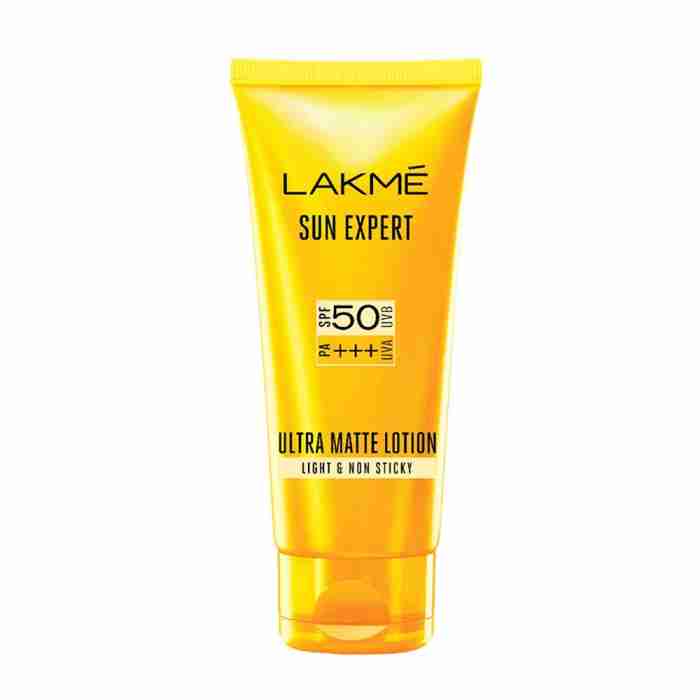 LAKMÉ
SUN EXPERT
SPF 50 UVB
PA +++ UVA
ULTRA MATTE LOTION
LIGHT & NON STICKY